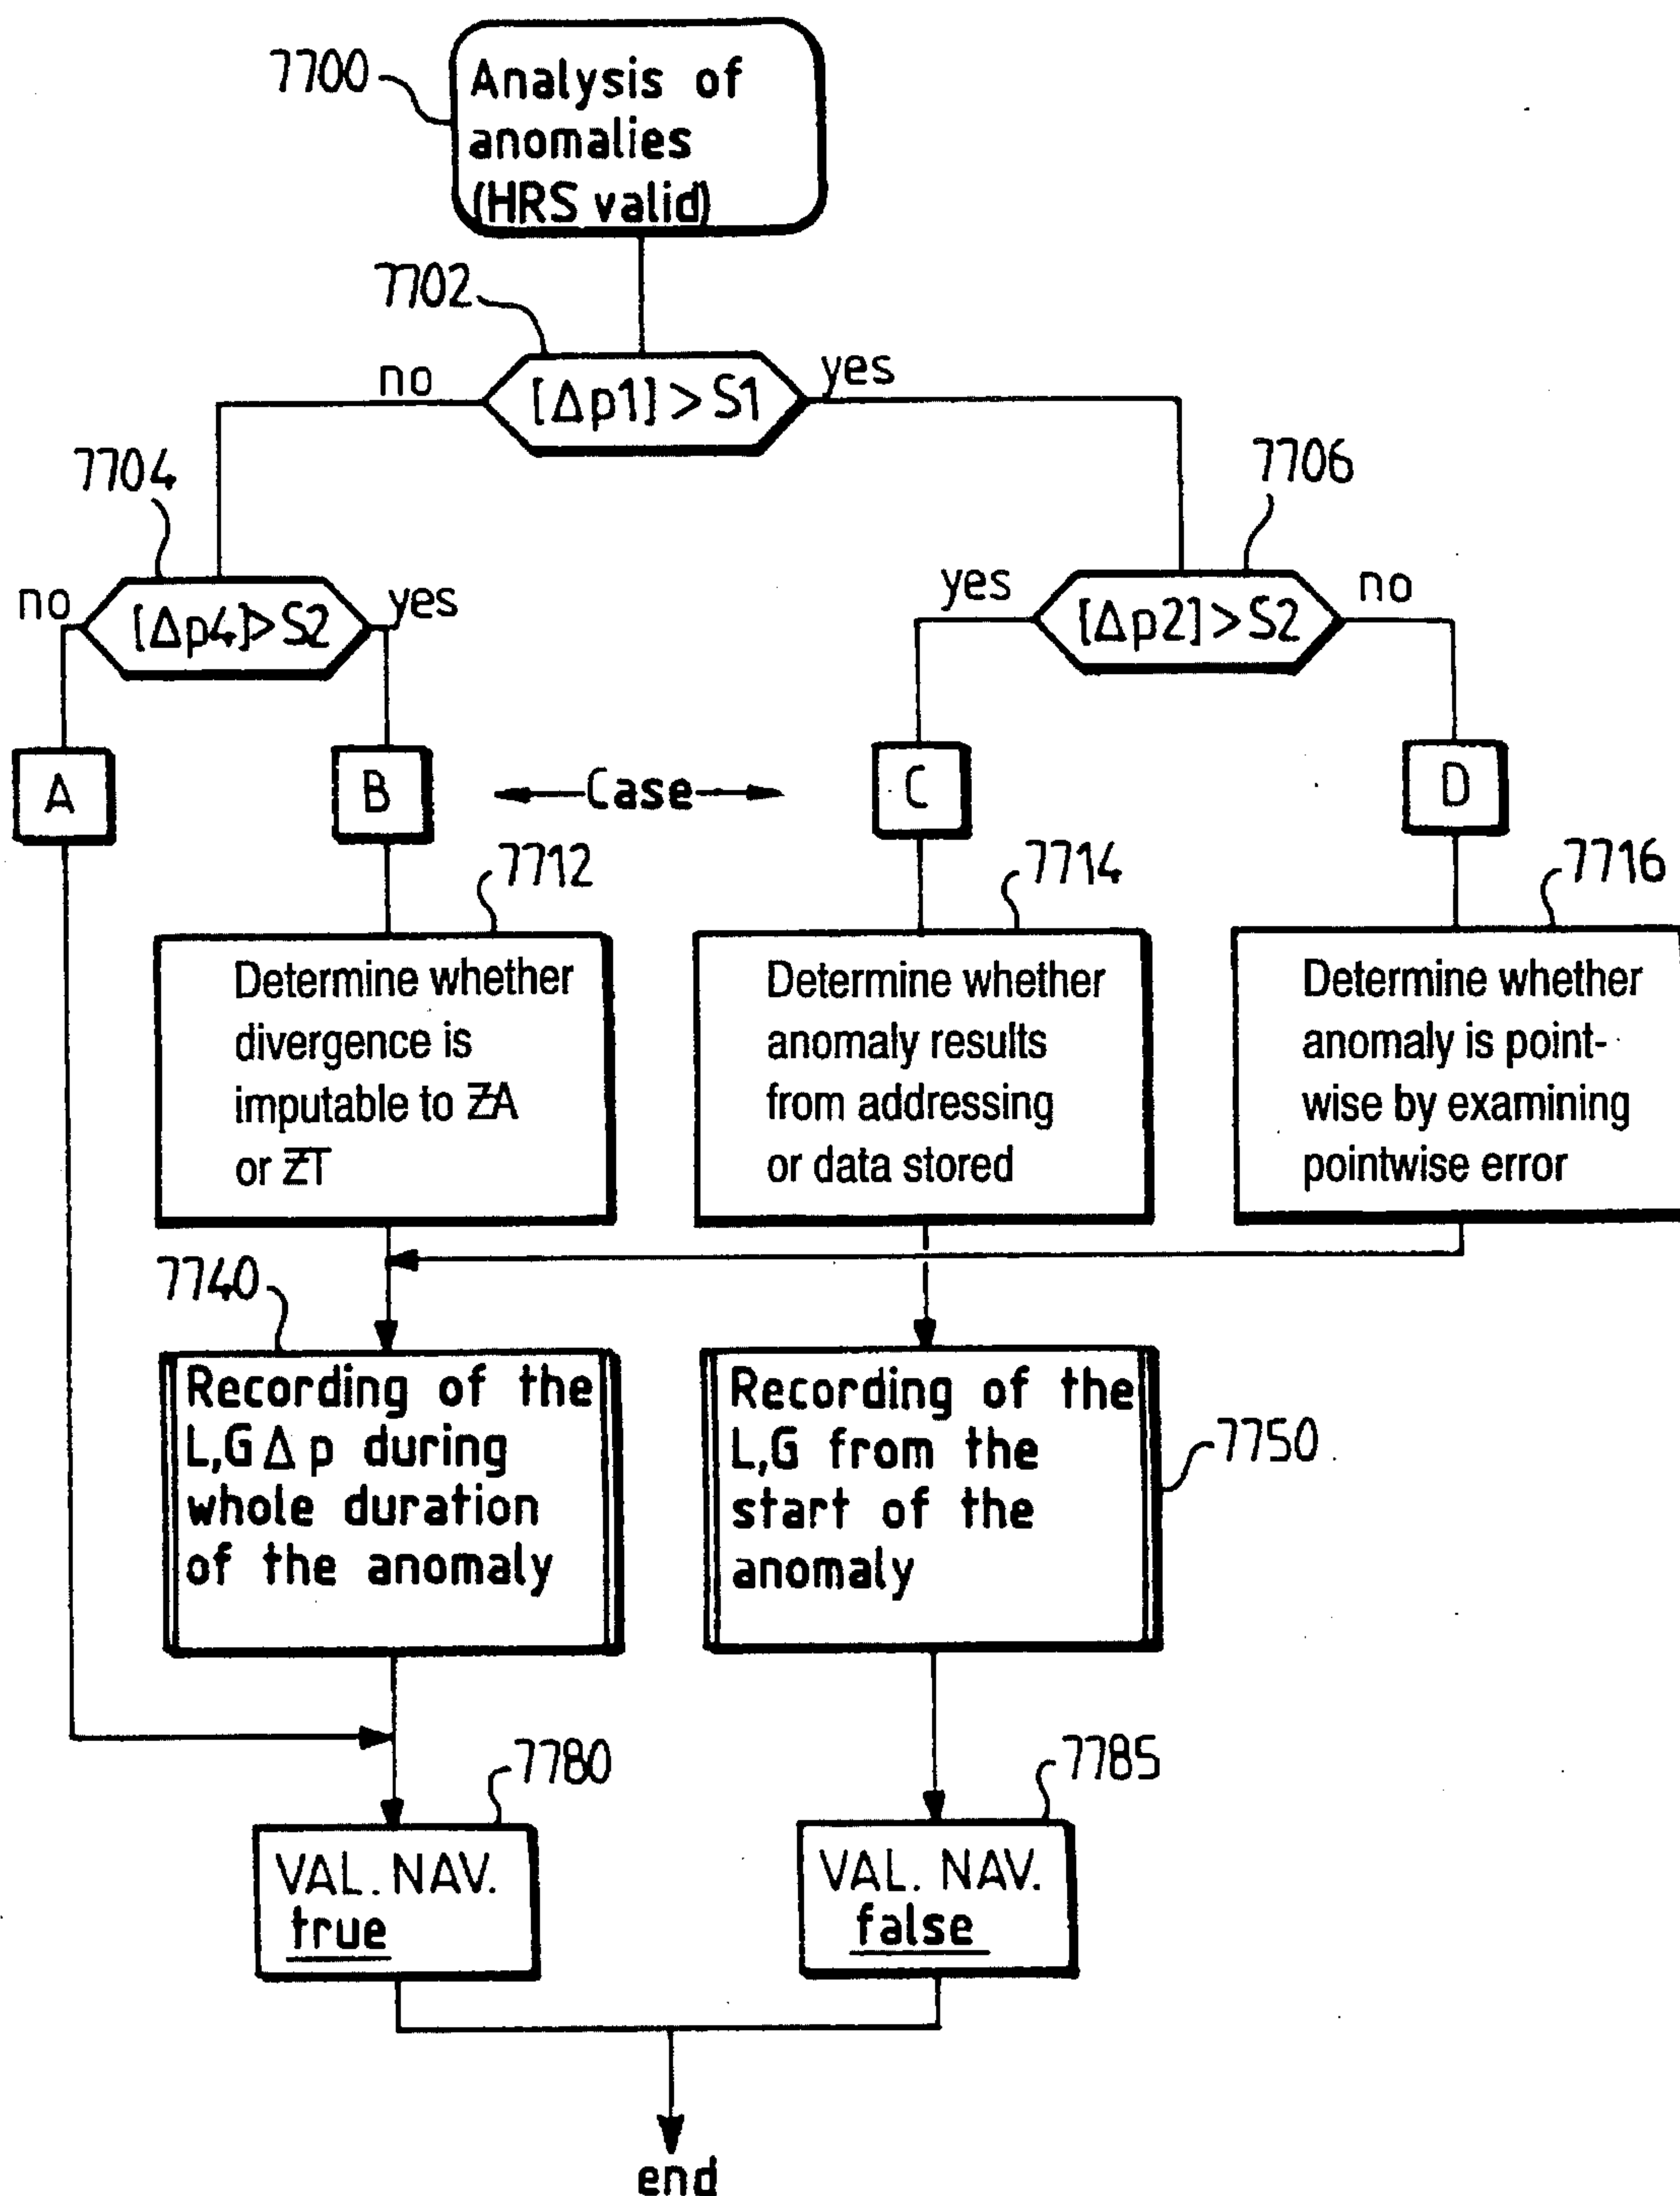 7700
Analysis of
anomalies
(HRS valid)
7702
no
[Δp1] > S1
yes
7704
7706
no
[Δp4]> S2
yes
yes
[Δp2] > S2
no
A
B
Case
C
D
7712
7714
7716
Determine whether
divergence is
imputable to ƵA
or ƵT
Determine whether
anomaly results
from addressing
or data stored
Determine whether
anomaly is point-
wise by examining
pointwise error
7740
Recording of the
L,G Δ p during
whole duration
of the anomaly
Recording of the
L,G from the
start of the
anomaly
7750
7780
7785
VAL. NAV.
true
VAL. NAV.
false
end